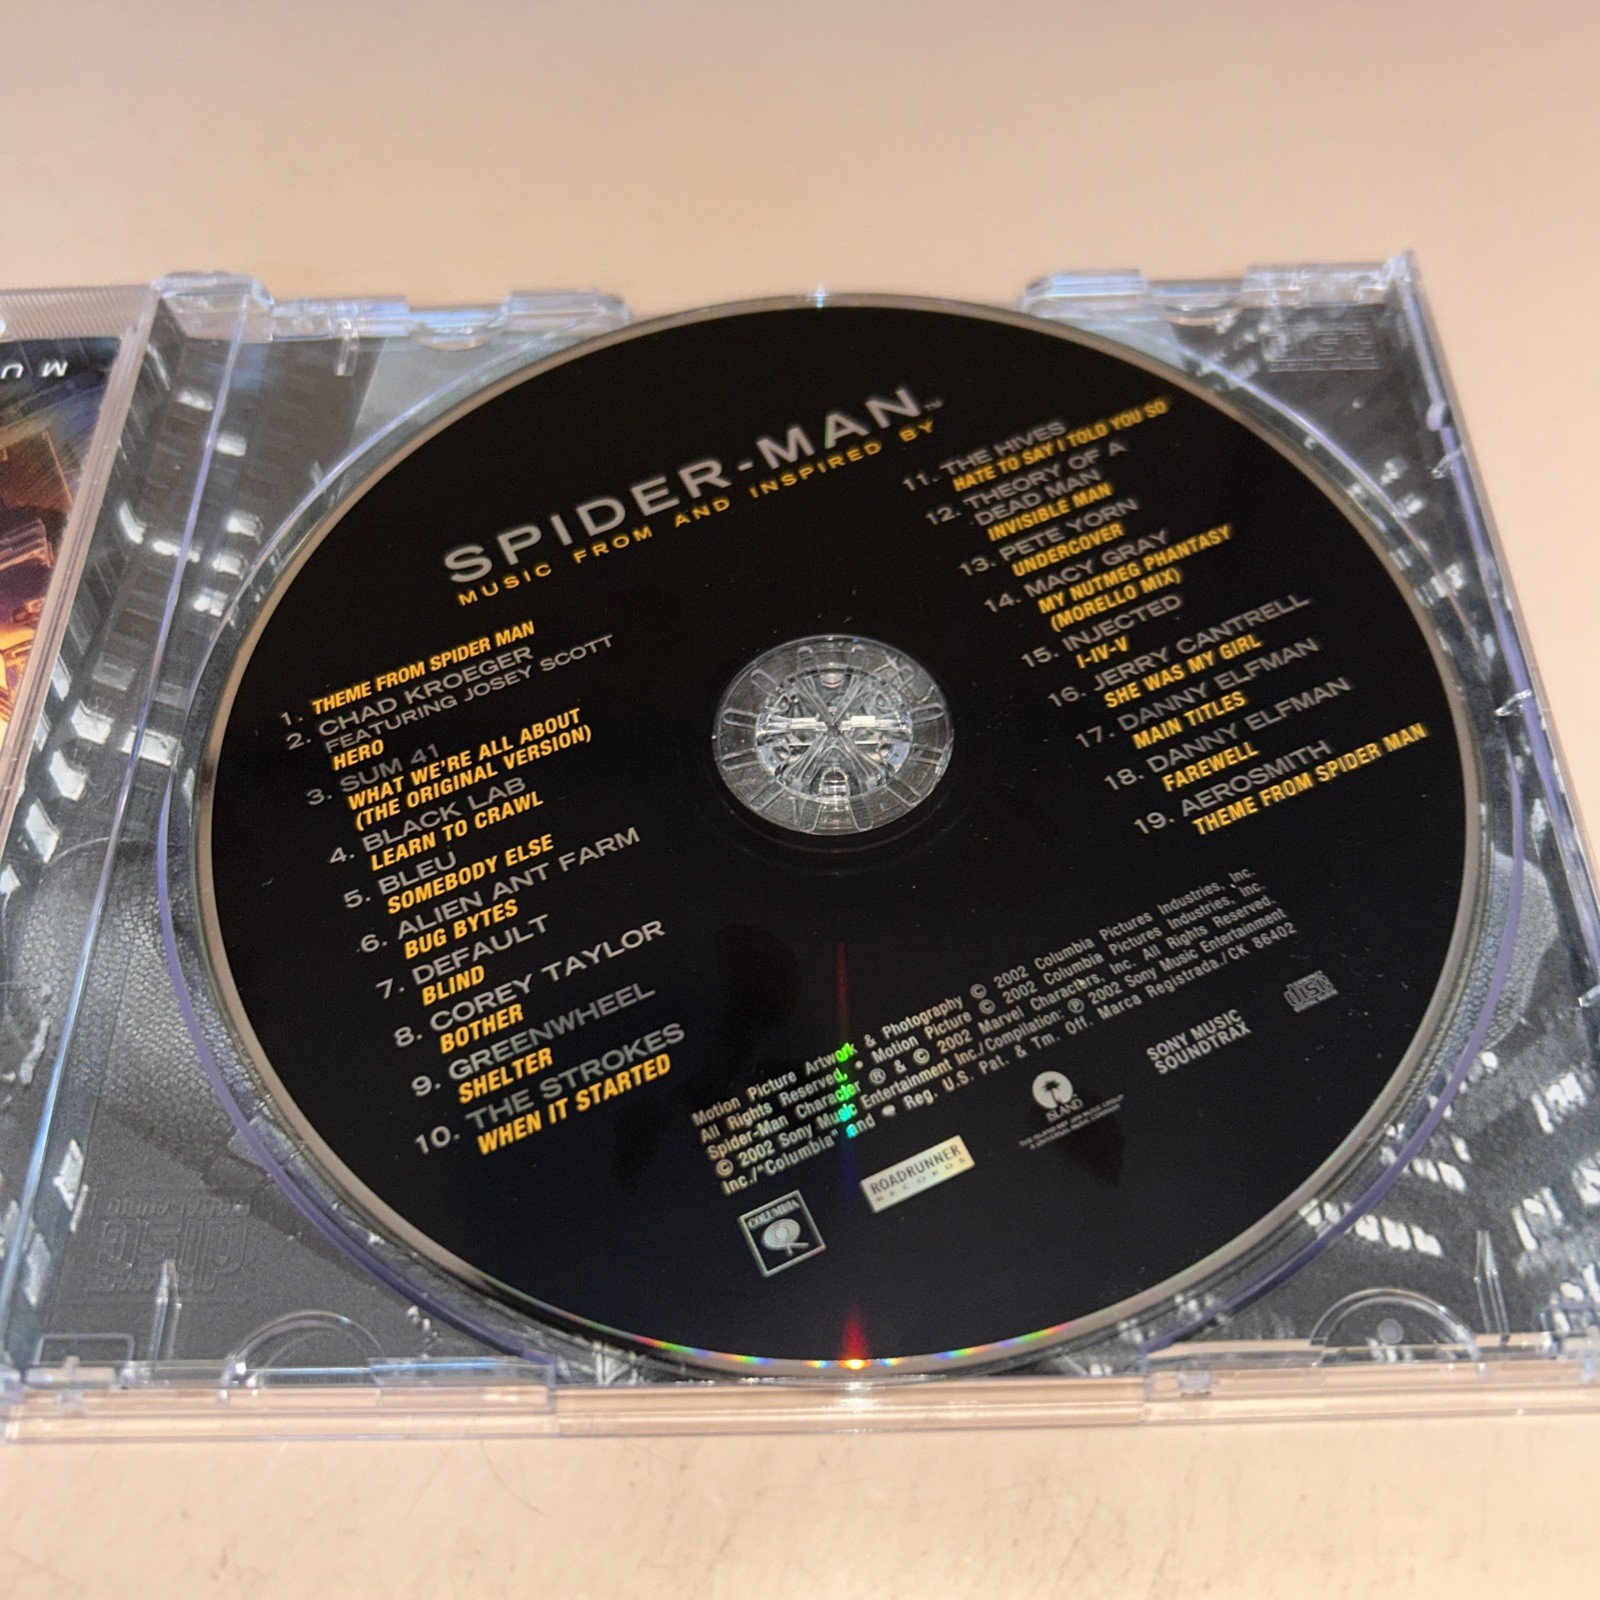 SPIDER-MAN™
MUSIC FROM AND INSPIRED BY
1. THEME FROM SPIDER MAN
2. CHAD KROEGER
FEATURING JOSEY SCOTT
HERO
3. SUM 41
WHAT WE'RE ALL ABOUT
(THE ORIGINAL VERSION)
4. BLACK LAB
LEARN TO CRAWL
5. BLEU
SOMEBODY ELSE
6. ALIEN ANT FARM
BUG BYTES
7. DEFAULT
BLIND
8. COREY TAYLOR
BOTHER
9. GREENWHEEL
SHELTER
10. THE STROKES
WHEN IT STARTED
11. THE HIVES
HATE TO SAY I TOLD YOU SO
12. THEORY OF A
DEAD MAN
INVISIBLE MAN
13. PETE YORN
UNDERCOVER
14. MACY GRAY
MY NUTMEG PHANTASY
(MORELLO MIX)
15. INJECTED
I-IV-V
16. JERRY CANTRELL
SHE WAS MY GIRL
17. DANNY ELFMAN
MAIN TITLES
18. DANNY ELFMAN
FAREWELL
19. AEROSMITH
THEME FROM SPIDER MAN
Motion Picture Artwork & Photography © 2002 Columbia Pictures Industries, Inc.
All Rights Reserved. • Motion Picture © 2002 Columbia Pictures Industries, Inc.
Spider-Man Character ® & © 2002 Marvel Characters, Inc. All Rights Reserved.
© 2002 Sony Music Entertainment Inc./Compilation: ℗ 2002 Sony Music Entertainment
Inc./"Columbia" and Reg. U.S. Pat. & Tm. Off. Marca Registrada./CK 86402
COLUMBIA
ROADRUNNER
RECORDS
ISLAND
SONY MUSIC
SOUNDTRAX
disc
MU
disc